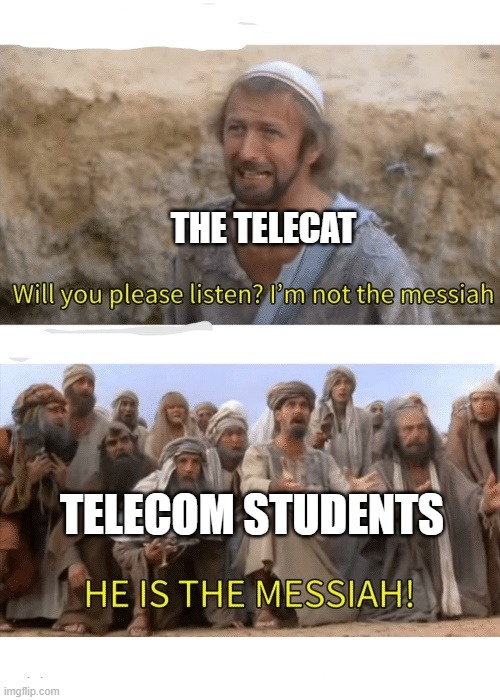 THE TELECAT
Will you please listen? I'm not the messiah
TELECOM STUDENTS
HE IS THE MESSIAH!
imgflip.com